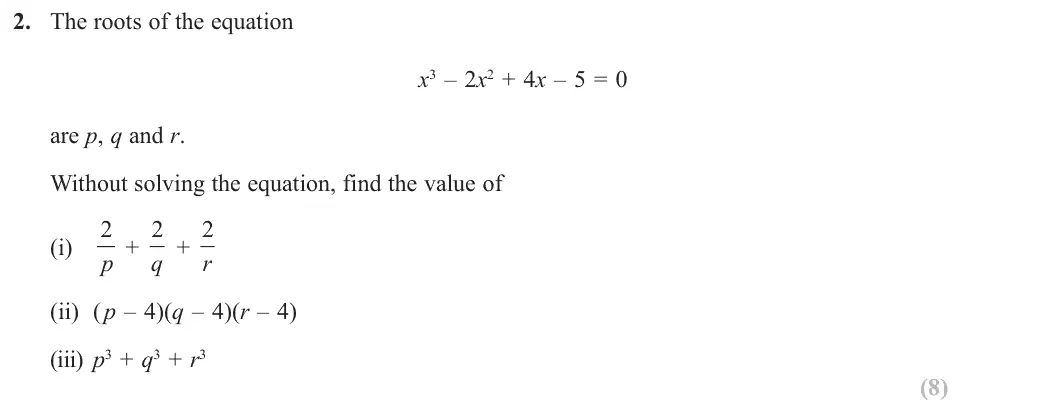 2. The roots of the equation
x³ – 2x² + 4x – 5 = 0
are p, q and r.
Without solving the equation, find the value of
(i) 2/p + 2/q + 2/r
(ii) (p – 4)(q – 4)(r – 4)
(iii) p³ + q³ + r³
(8)